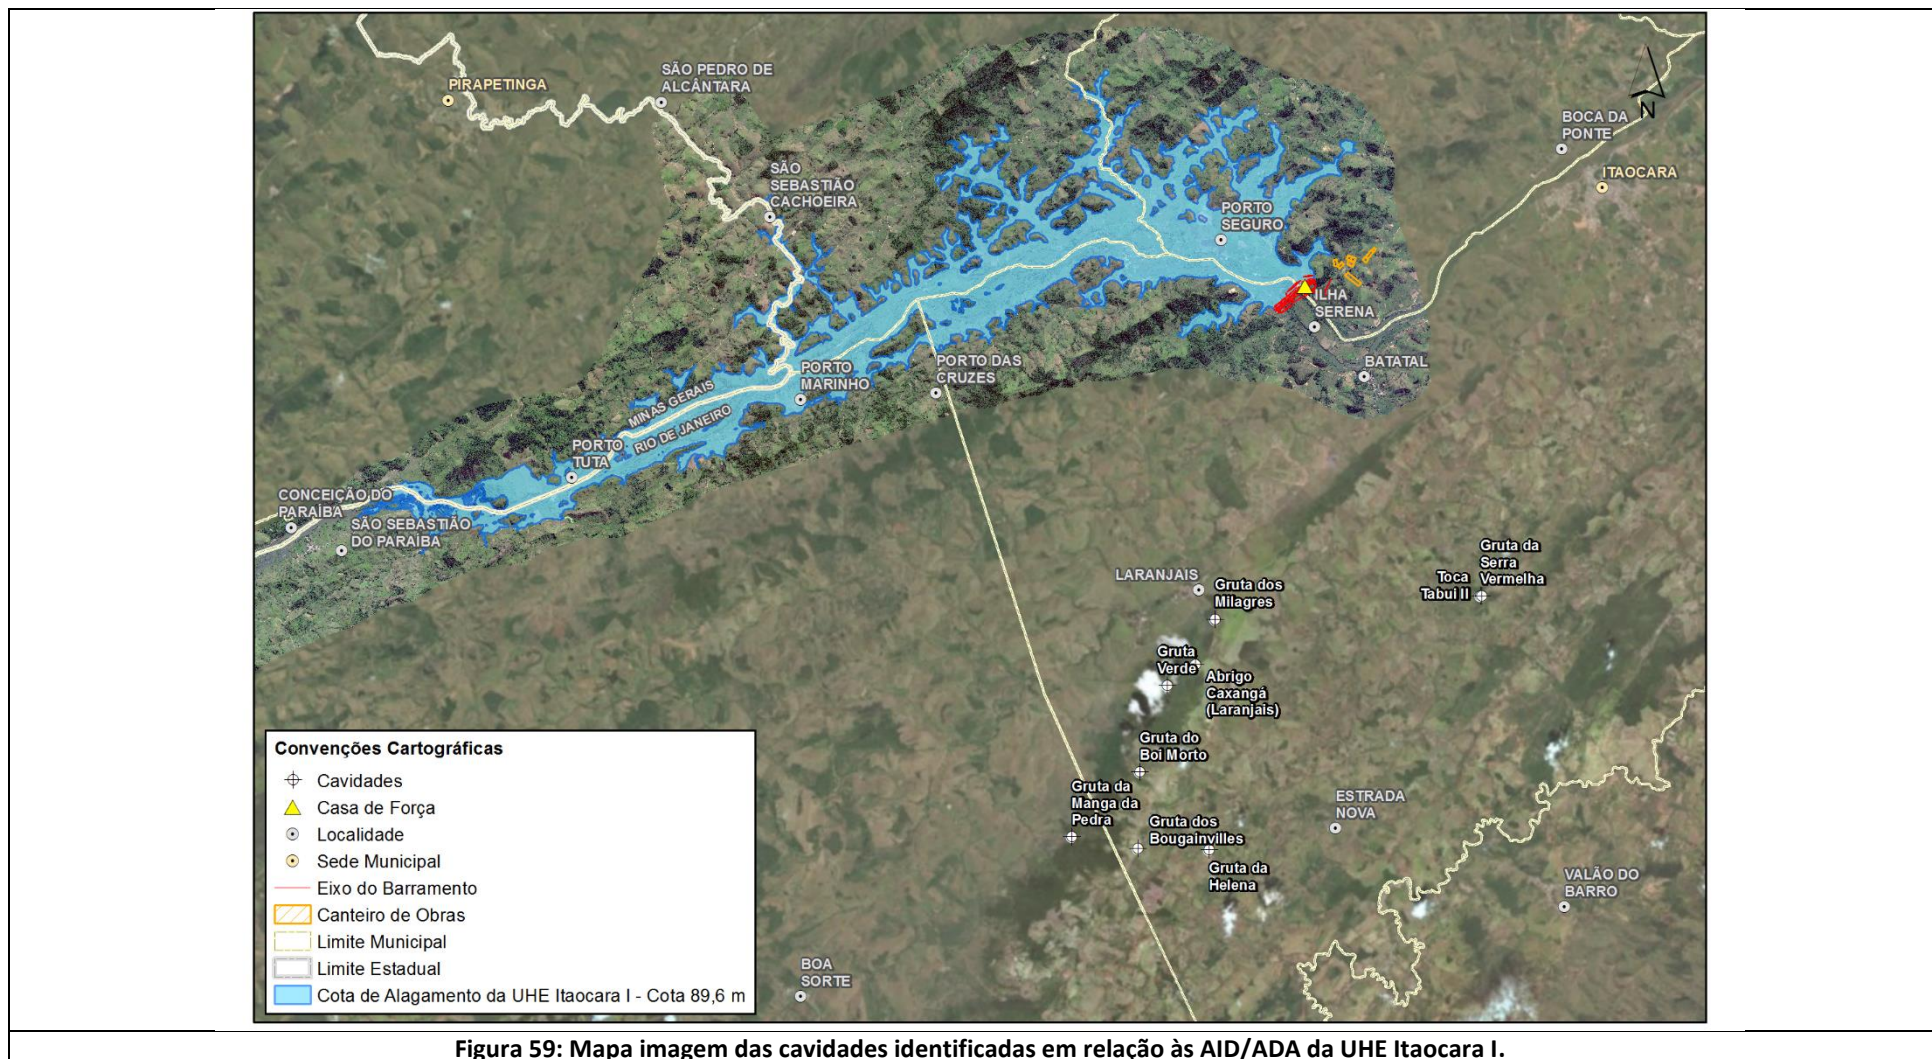 PIRAPETINGA
SÃO PEDRO DE
ALCÂNTARA
SÃO
SEBASTIÃO
CACHOEIRA
BOCA DA
PONTE
ITAOCARA
N
PORTO
SEGURO
ILHA
SERENA
BATATAL
PORTO DAS
CRUZES
PORTO
MARINHO
MINAS GERAIS
RIO DE JANEIRO
PORTO
TUTA
CONCEIÇÃO DO
PARAÍBA
SÃO SEBASTIÃO
DO PARAÍBA
LARANJAIS
Gruta dos
Milagres
Gruta da
Serra
Vermelha
Toca
Tabui II
Gruta
Verde
Abrigo
Caxangá
(Laranjais)
Gruta do
Boi Morto
Gruta da
Manga da
Pedra
Gruta dos
Bougainvilles
Gruta da
Helena
ESTRADA
NOVA
VALÃO DO
BARRO
BOA
SORTE
Convenções Cartográficas
Cavidades
Casa de Força
Localidade
Sede Municipal
Eixo do Barramento
Canteiro de Obras
Limite Municipal
Limite Estadual
Cota de Alagamento da UHE Itaocara I - Cota 89,6 m
Figura 59: Mapa imagem das cavidades identificadas em relação às AID/ADA da UHE Itaocara I.